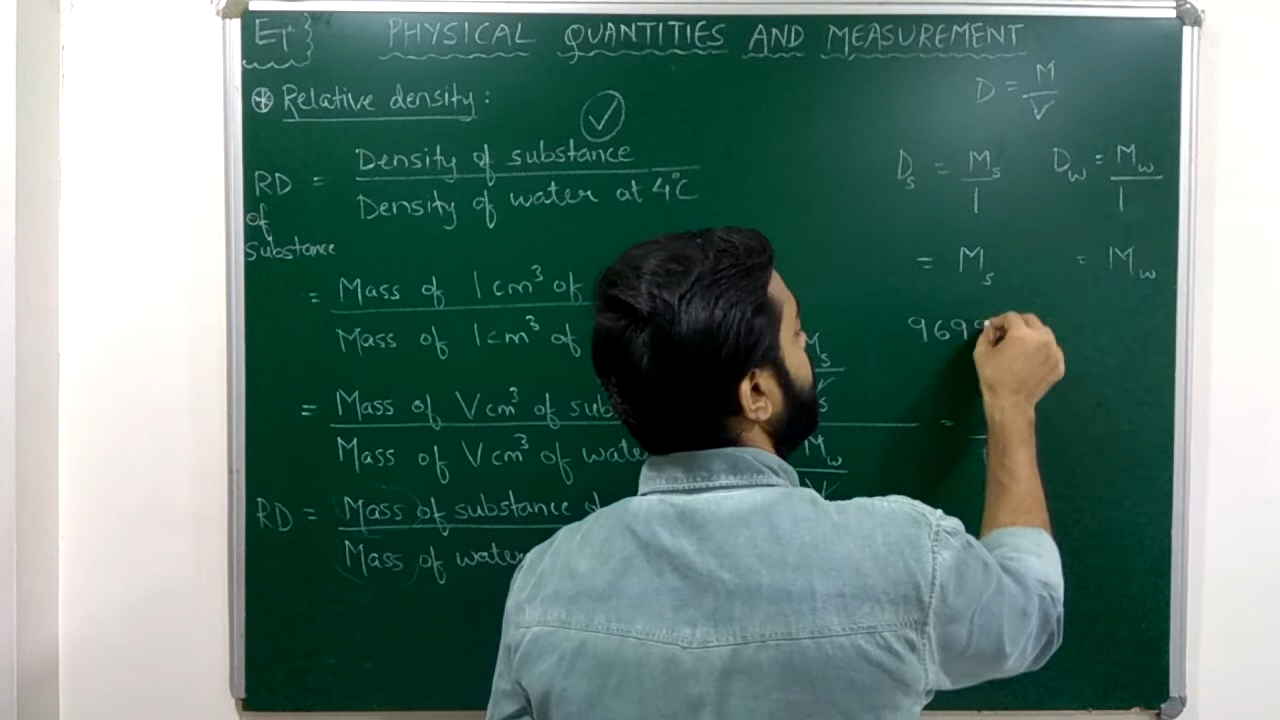 ET} PHYSICAL QUANTITIES AND MEASUREMENT
⊛ Relative density:
RD of Substance = Density of substance
Density of water at 4°C
= Mass of 1 cm³ of
Mass of 1 cm³ of
= Mass of V cm³ of sub
Mass of V cm³ of water
RD = Mass of substance
Mass of water
D = M/V
Ds = Ms/1 Dw = Mw/1
= Ms = Mw
969
Ms/V
Mw/V
=